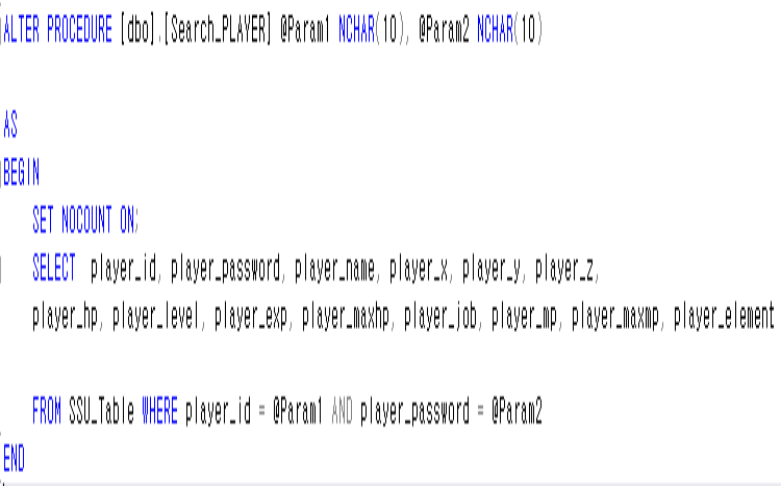 ALTER PROCEDURE [dbo].[Search_PLAYER] @Param1 NCHAR(10), @Param2 NCHAR(10)
AS
BEGIN
SET NOCOUNT ON;
SELECT player_id, player_password, player_name, player_x, player_y, player_z,
player_hp, player_level, player_exp, player_maxhp, player_job, player_mp, player_maxmp, player_element
FROM SSU_Table WHERE player_id = @Param1 AND player_password = @Param2
END